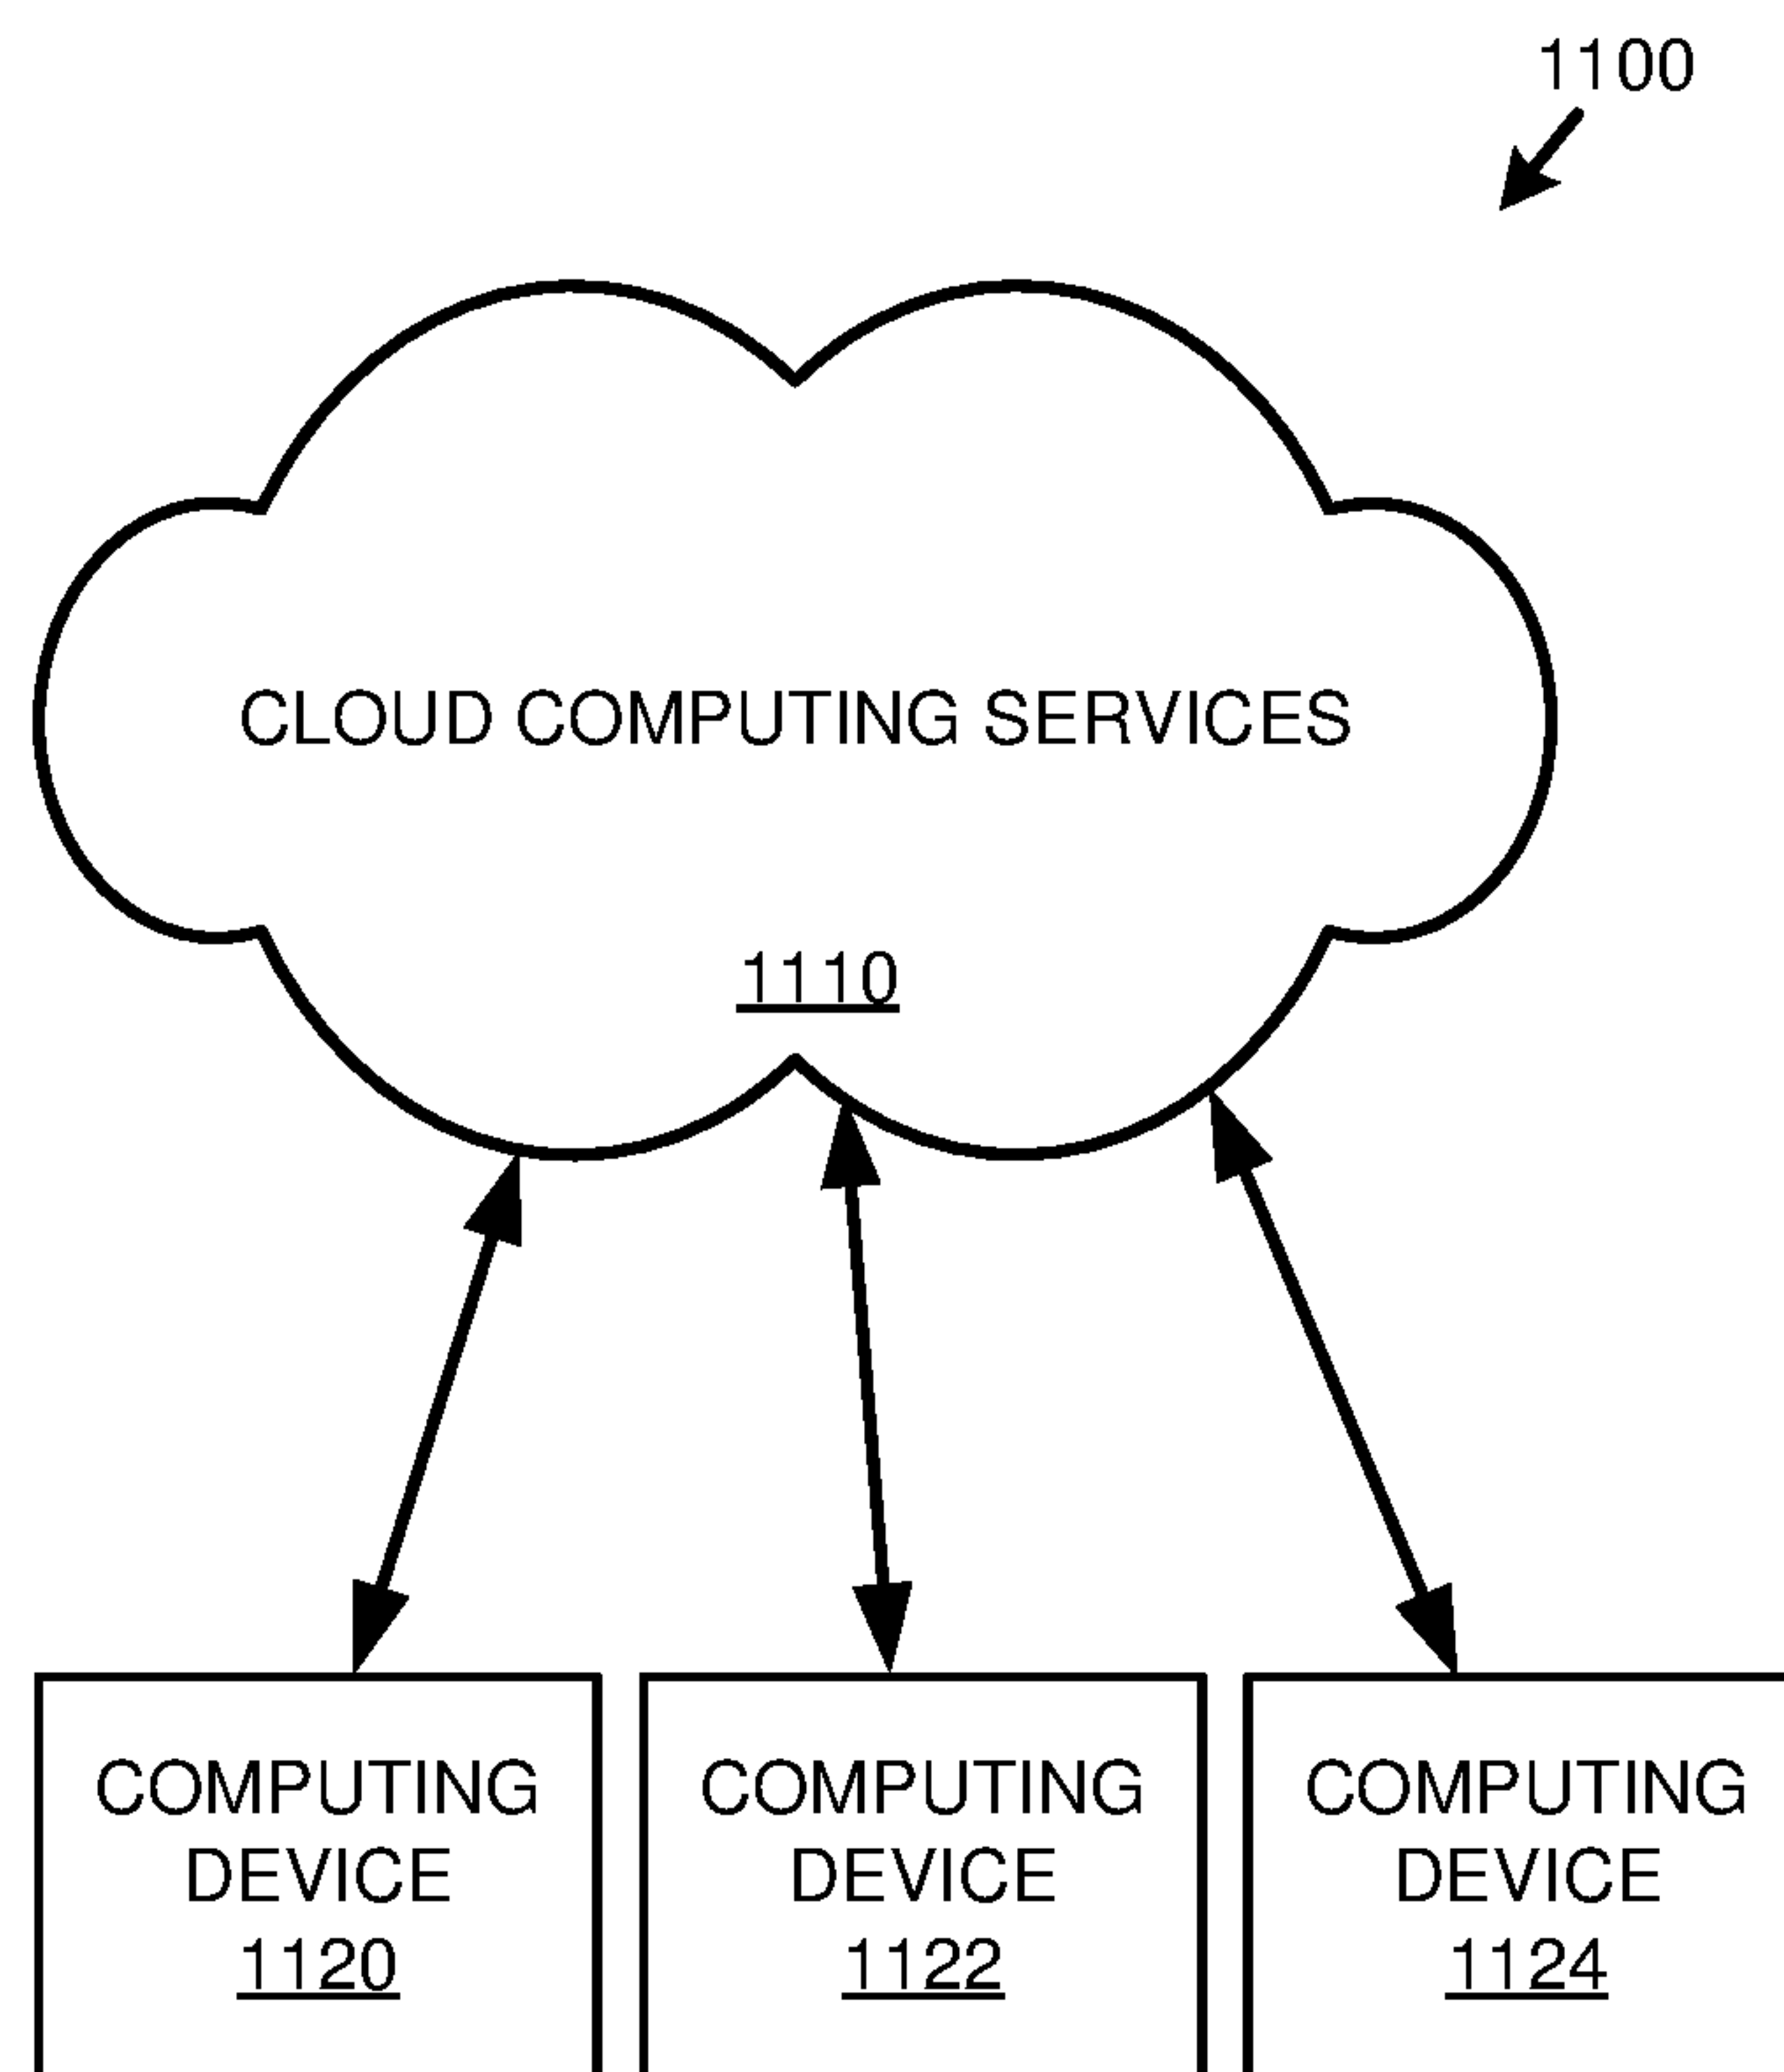 1100
CLOUD COMPUTING SERVICES
1110
COMPUTING
DEVICE
1120
COMPUTING
DEVICE
1122
COMPUTING
DEVICE
1124